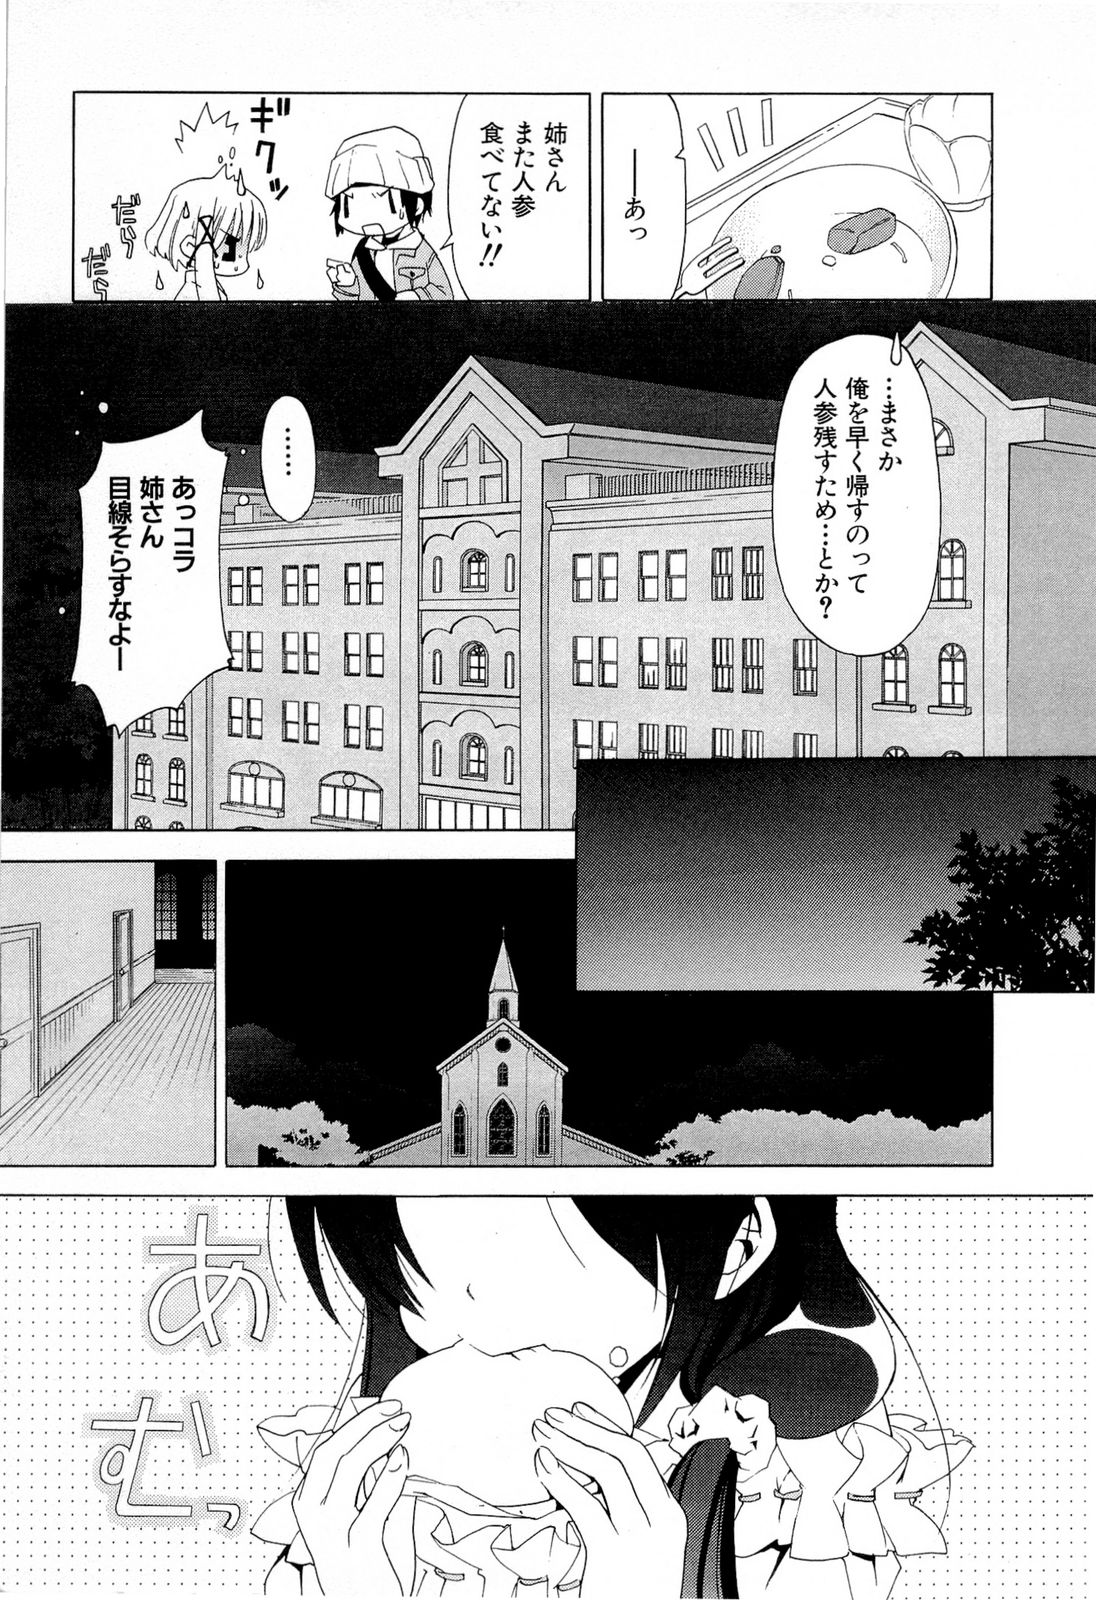 ――あっ
姉さん
また人参
食べてない!!
ギクッ
だら
だら
…まさか
俺を早く帰すのって
人参残すため…とか?
……
あっコラ
姉さん
目線そらすなよー
あ
むっ